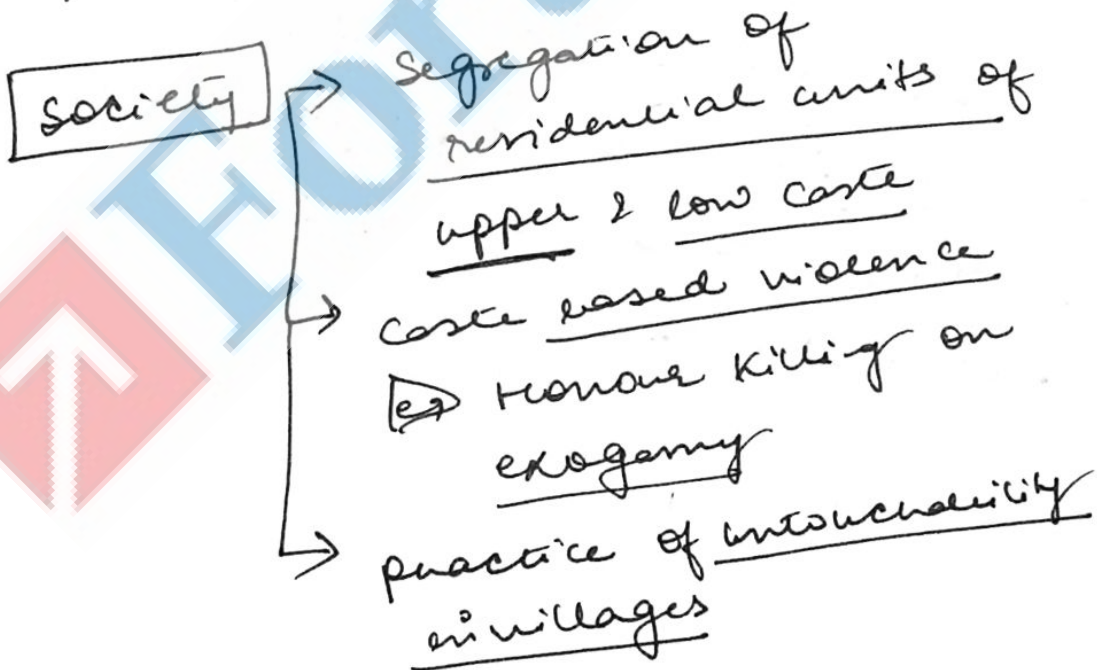 Society → Segregation of
residential units of
upper & low caste
→ Caste based violence
eg Honour Killing on
exogamy
→ practice of untouchability
in villages